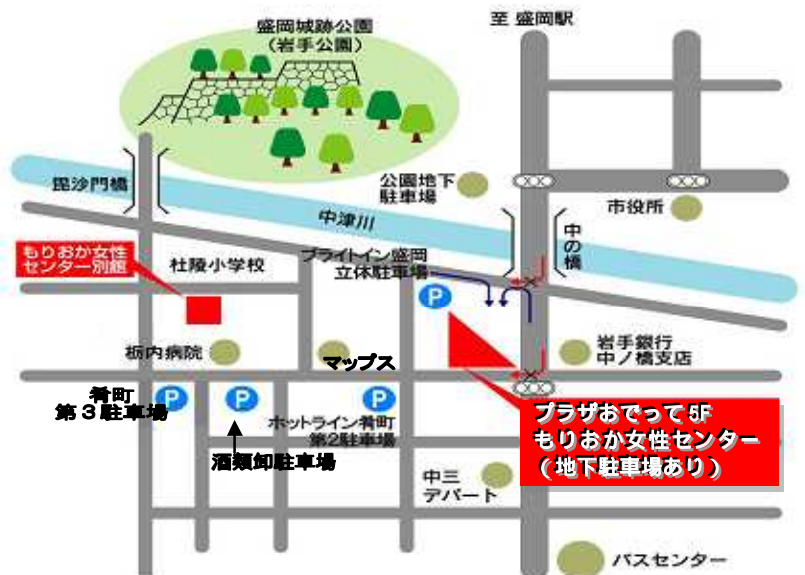 盛岡城跡公園
（岩手公園）
至 盛岡駅
毘沙門橋
公園地下
駐車場
市役所
中津川
中の橋
もりおか女性
センター別館
杜陵小学校
ブライトイン盛岡
立体駐車場
P
栃内病院
マップス
岩手銀行
中ノ橋支店
肴町
第３駐車場
P
P
P
ホットライン肴町
第2駐車場
酒類卸駐車場
プラザおでって5F
もりおか女性センター
（地下駐車場あり）
中三
デパート
バスセンター